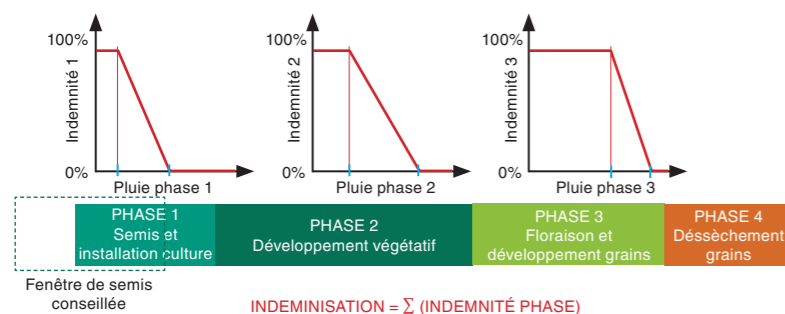 100%
Indemnité 1
0%
Pluie phase 1
100%
Indemnité 2
0%
Pluie phase 2
100%
Indemnité 3
0%
Pluie phase 3
PHASE 1
Semis et
installation culture
PHASE 2
Développement végétatif
PHASE 3
Floraison et
développement grains
PHASE 4
Déssèchement
grains
Fenêtre de semis
conseillée
INDEMINISATION = ∑ (INDEMNITÉ PHASE)